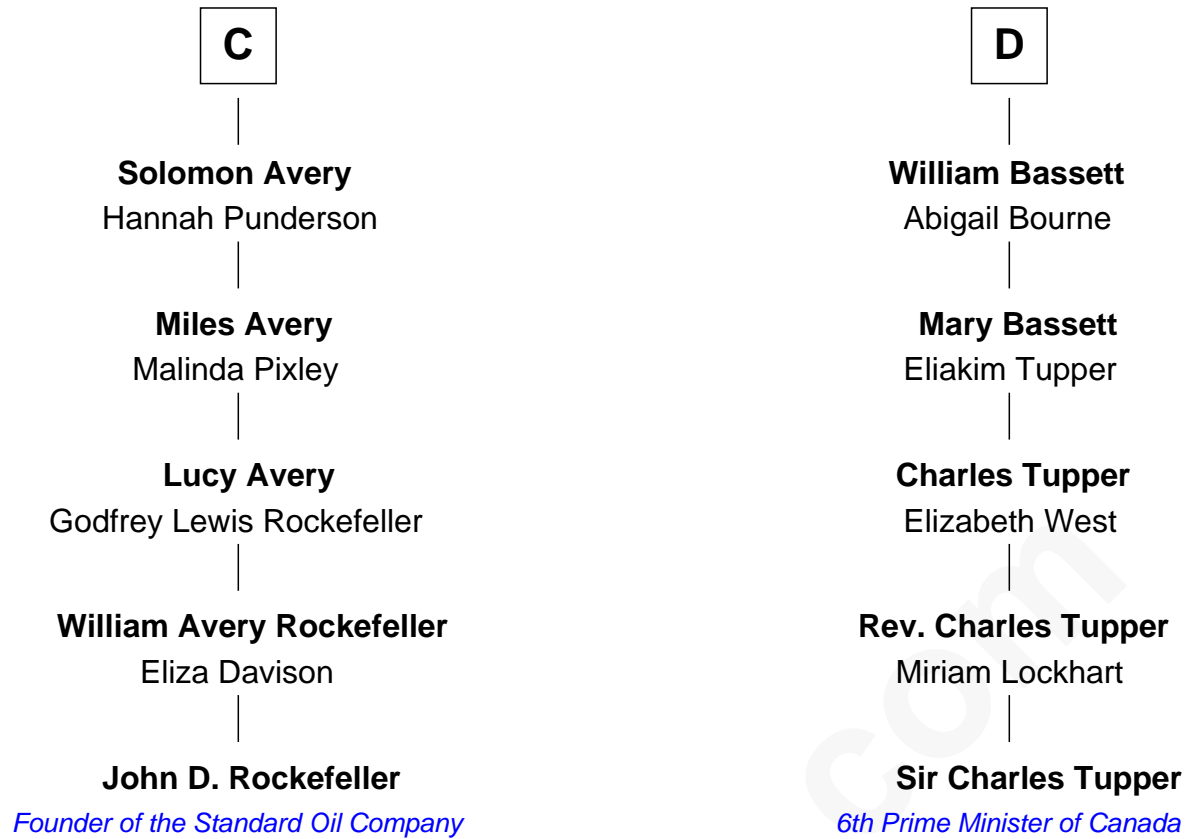 C
Solomon Avery
Hannah Punderson
Miles Avery
Malinda Pixley
Lucy Avery
Godfrey Lewis Rockefeller
William Avery Rockefeller
Eliza Davison
John D. Rockefeller
Founder of the Standard Oil Company
D
William Bassett
Abigail Bourne
Mary Bassett
Eliakim Tupper
Charles Tupper
Elizabeth West
Rev. Charles Tupper
Miriam Lockhart
Sir Charles Tupper
6th Prime Minister of Canada
com